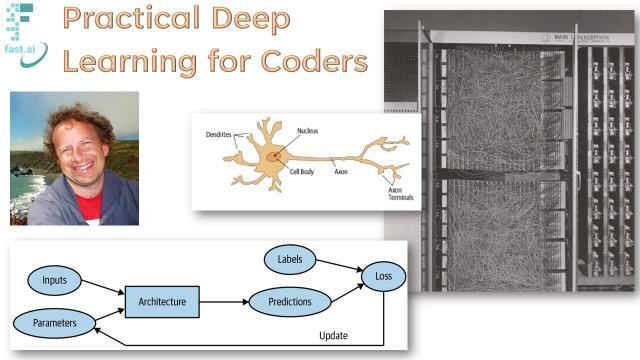 fast.ai
Practical Deep
Learning for Coders
MARK I PERCEPTRON
Dendrites
Nucleus
Cell Body
Axon
Axon
Terminals
Inputs
Parameters
Architecture
Labels
Predictions
Loss
Update